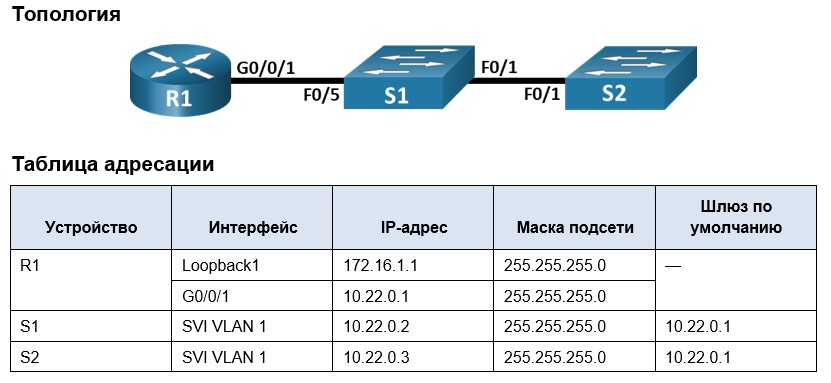 Топология
G0/0/1
F0/1
R1
F0/5
S1
F0/1
S2
Таблица адресации
Устройство Интерфейс IP-адрес Маска подсети Шлюз по умолчанию
R1 Loopback1 172.16.1.1 255.255.255.0 —
G0/0/1 10.22.0.1 255.255.255.0
S1 SVI VLAN 1 10.22.0.2 255.255.255.0 10.22.0.1
S2 SVI VLAN 1 10.22.0.3 255.255.255.0 10.22.0.1